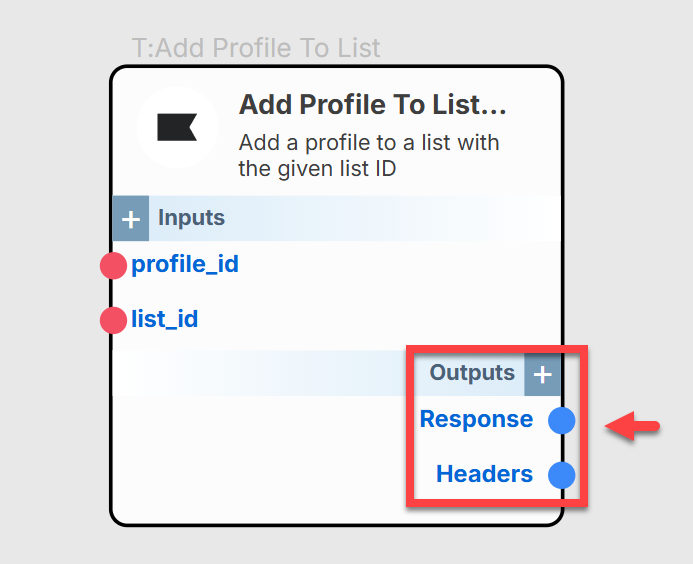 T:Add Profile To List
Add Profile To List...
Add a profile to a list with
the given list ID
+ Inputs
profile_id
list_id
Outputs +
Response
Headers